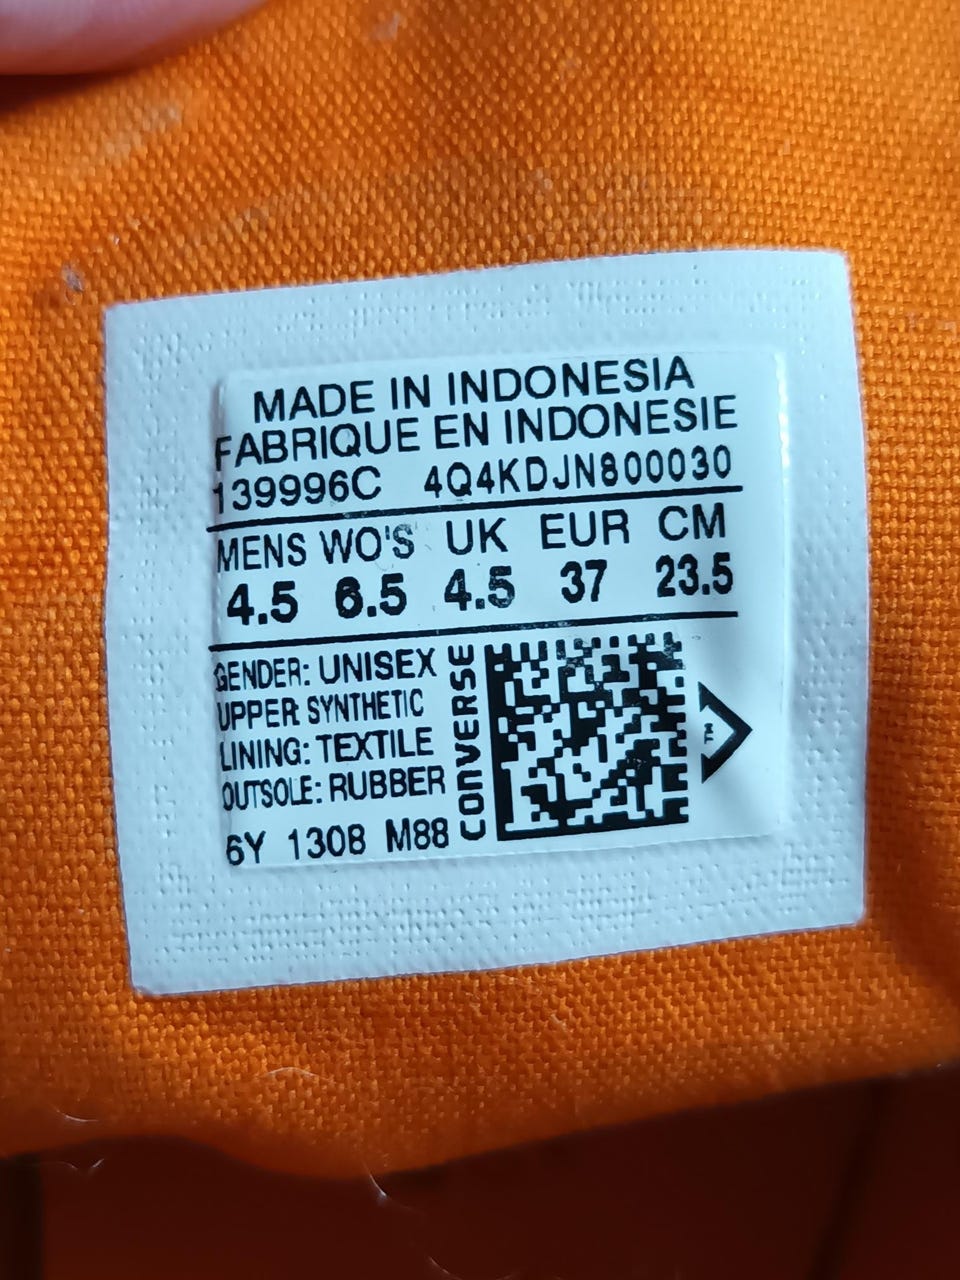 MADE IN INDONESIA
FABRIQUE EN INDONESIE
139996C 4Q4KDJN800030
MENS WO'S UK EUR CM
4.5 6.5 4.5 37 23.5
GENDER: UNISEX
UPPER SYNTHETIC
LINING: TEXTILE
OUTSOLE: RUBBER
6Y 1308 M88
CONVERSE
TM